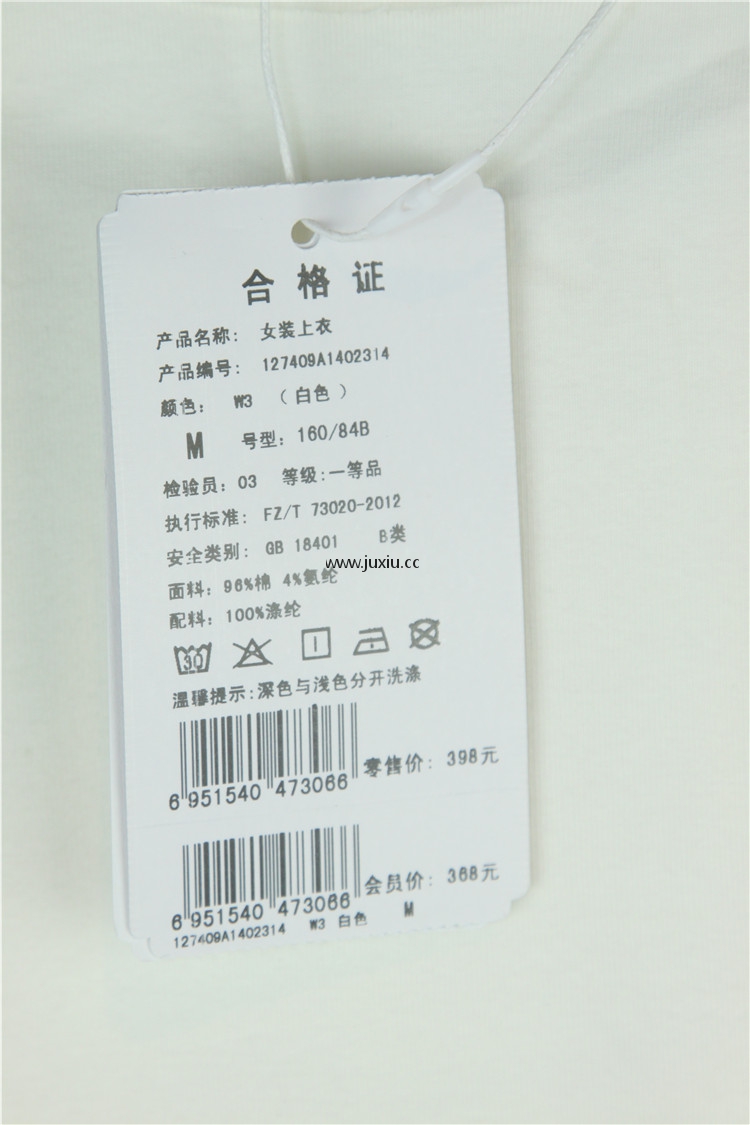 合格证
产品名称: 女装上衣
产品编号: 127409A1402314
颜色: W3 (白色)
M 号型: 160/84B
检验员: 03 等级:一等品
执行标准: FZ/T 73020-2012
安全类别: GB 18401 B类
www.juxiu.cc
面料: 96%棉 4%氨纶
配料: 100%涤纶
30
温馨提示:深色与浅色分开洗涤
零售价: 398元
6 951540 473066
会员价: 368元
6 951540 473066
127409A1402314 W3 白色 M